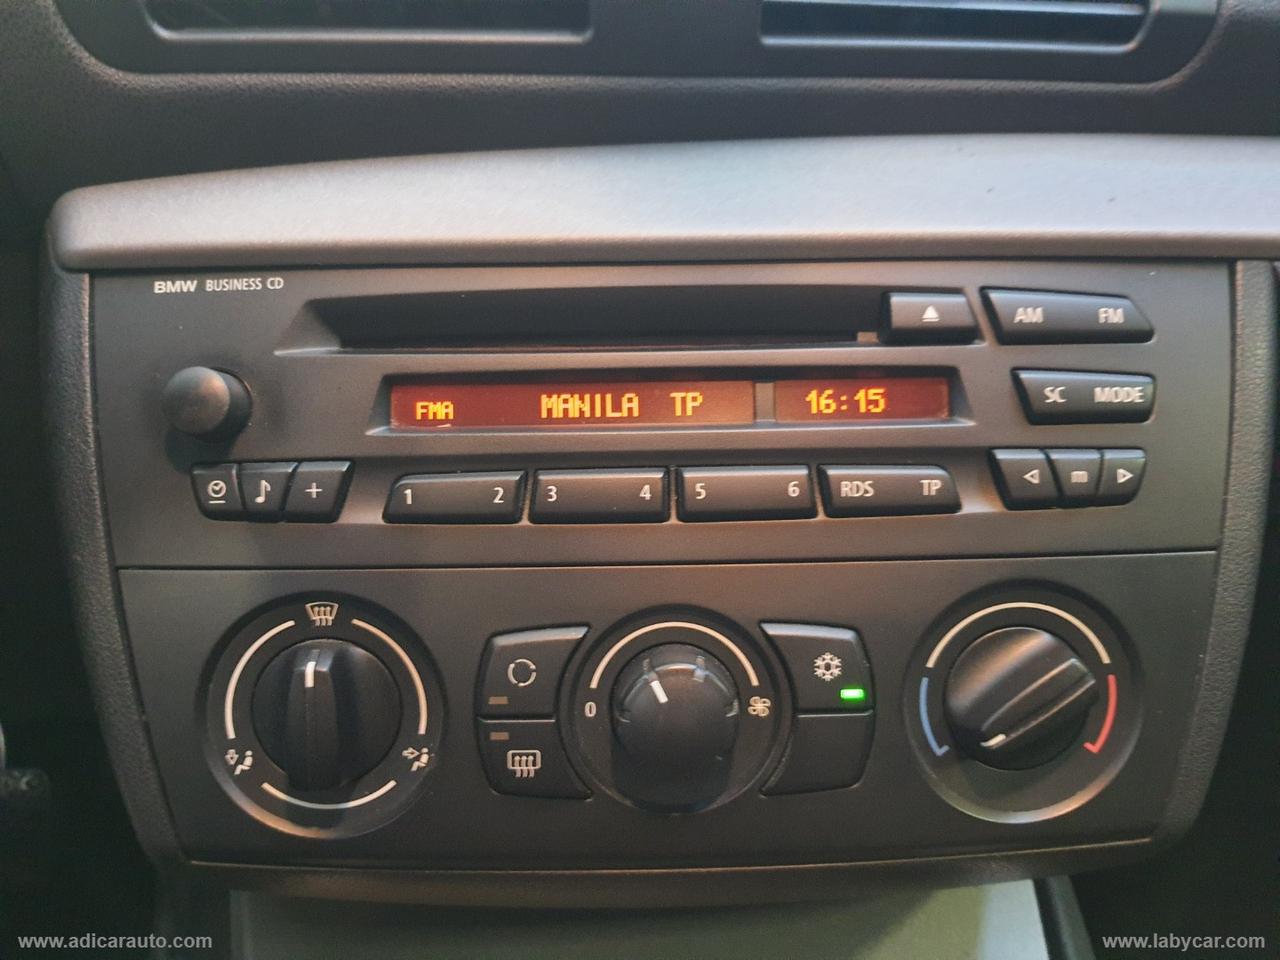 BMW BUSINESS CD
AM FM
SC MODE
FMA MANILA TP 16:15
1 2 3 4 5 6 RDS TP m
0
www.adicarauto.com
www.labycar.com